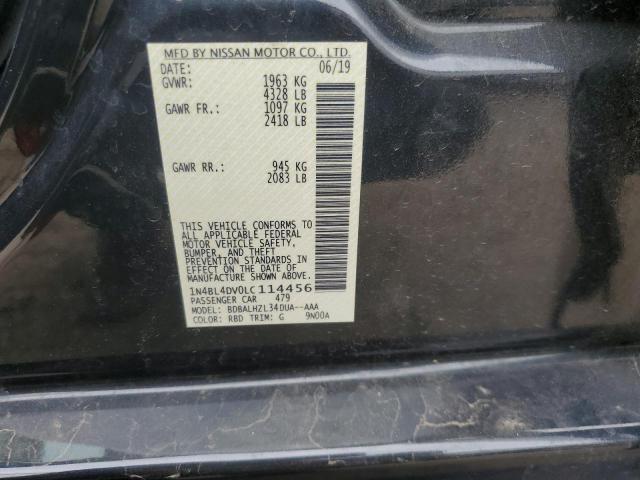 MFD BY NISSAN MOTOR CO., LTD.
DATE: 06/19
GVWR: 1963 KG
4328 LB
GAWR FR.: 1097 KG
2418 LB
GAWR RR.: 945 KG
2083 LB
THIS VEHICLE CONFORMS TO
ALL APPLICABLE FEDERAL
MOTOR VEHICLE SAFETY,
BUMPER, AND THEFT
PREVENTION STANDARDS IN
EFFECT ON THE DATE OF
MANUFACTURE SHOWN ABOVE.
1N4BL4DV0LC114456
PASSENGER CAR 479
MODEL: BDBALHZL34DUA--AAA
COLOR: RBD TRIM: G 9N00A